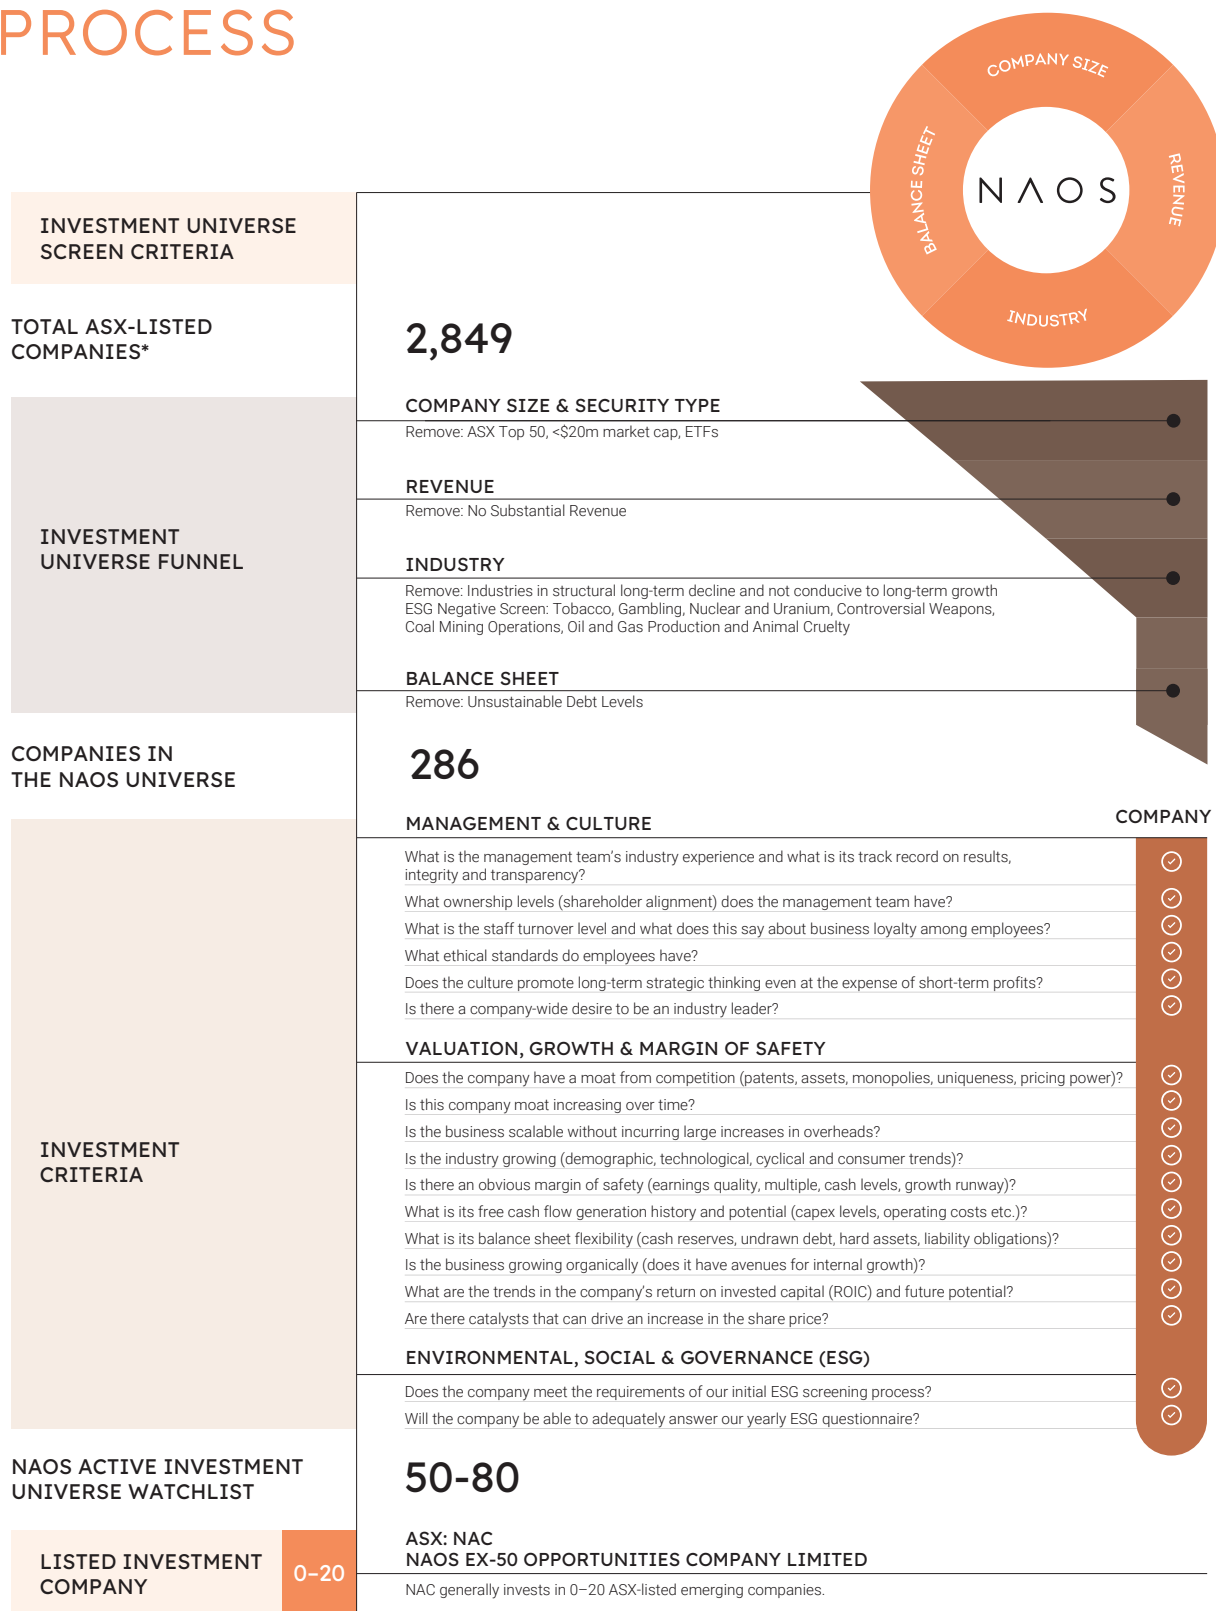 PROCESS
COMPANY SIZE
REVENUE
INDUSTRY
BALANCE SHEET
NAOS
INVESTMENT UNIVERSE
SCREEN CRITERIA
TOTAL ASX-LISTED
COMPANIES*
2,849
INVESTMENT
UNIVERSE FUNNEL
COMPANY SIZE & SECURITY TYPE
Remove: ASX Top 50, <$20m market cap, ETFs
REVENUE
Remove: No Substantial Revenue
INDUSTRY
Remove: Industries in structural long-term decline and not conducive to long-term growth
ESG Negative Screen: Tobacco, Gambling, Nuclear and Uranium, Controversial Weapons,
Coal Mining Operations, Oil and Gas Production and Animal Cruelty
BALANCE SHEET
Remove: Unsustainable Debt Levels
COMPANIES IN
THE NAOS UNIVERSE
286
COMPANY
INVESTMENT
CRITERIA
MANAGEMENT & CULTURE
What is the management team's industry experience and what is its track record on results,
integrity and transparency?
What ownership levels (shareholder alignment) does the management team have?
What is the staff turnover level and what does this say about business loyalty among employees?
What ethical standards do employees have?
Does the culture promote long-term strategic thinking even at the expense of short-term profits?
Is there a company-wide desire to be an industry leader?
VALUATION, GROWTH & MARGIN OF SAFETY
Does the company have a moat from competition (patents, assets, monopolies, uniqueness, pricing power)?
Is this company moat increasing over time?
Is the business scalable without incurring large increases in overheads?
Is the industry growing (demographic, technological, cyclical and consumer trends)?
Is there an obvious margin of safety (earnings quality, multiple, cash levels, growth runway)?
What is its free cash flow generation history and potential (capex levels, operating costs etc.)?
What is its balance sheet flexibility (cash reserves, undrawn debt, hard assets, liability obligations)?
Is the business growing organically (does it have avenues for internal growth)?
What are the trends in the company's return on invested capital (ROIC) and future potential?
Are there catalysts that can drive an increase in the share price?
ENVIRONMENTAL, SOCIAL & GOVERNANCE (ESG)
Does the company meet the requirements of our initial ESG screening process?
Will the company be able to adequately answer our yearly ESG questionnaire?
NAOS ACTIVE INVESTMENT
UNIVERSE WATCHLIST
50-80
LISTED INVESTMENT
COMPANY
0–20
ASX: NAC
NAOS EX-50 OPPORTUNITIES COMPANY LIMITED
NAC generally invests in 0–20 ASX-listed emerging companies.